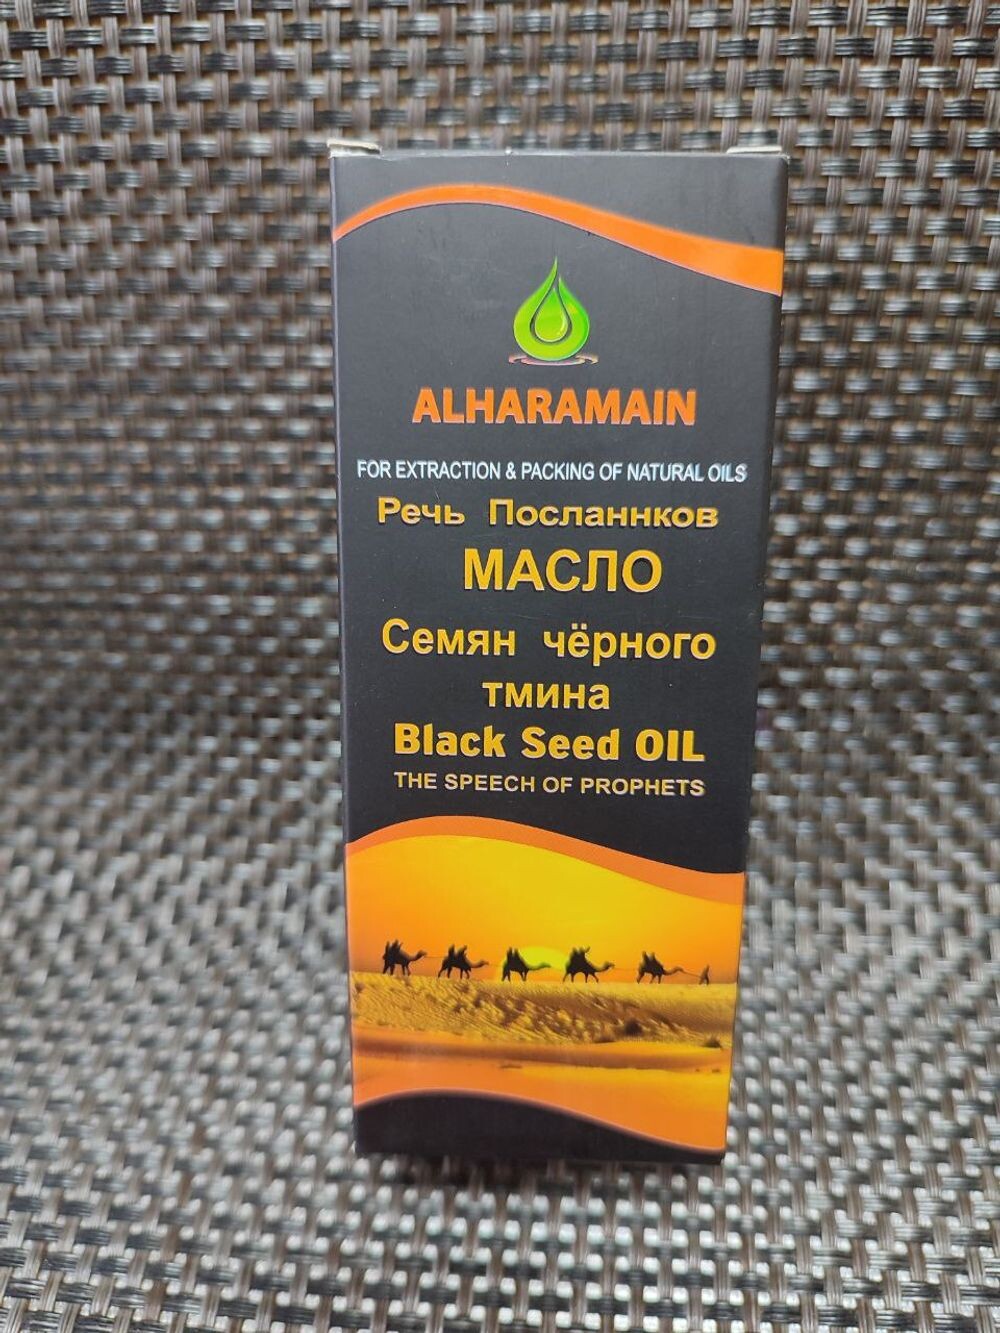 ALHARAMAIN
FOR EXTRACTION & PACKING OF NATURAL OILS
Речь Посланнков
МАСЛО
Семян чёрного
тмина
Black Seed OIL
THE SPEECH OF PROPHETS